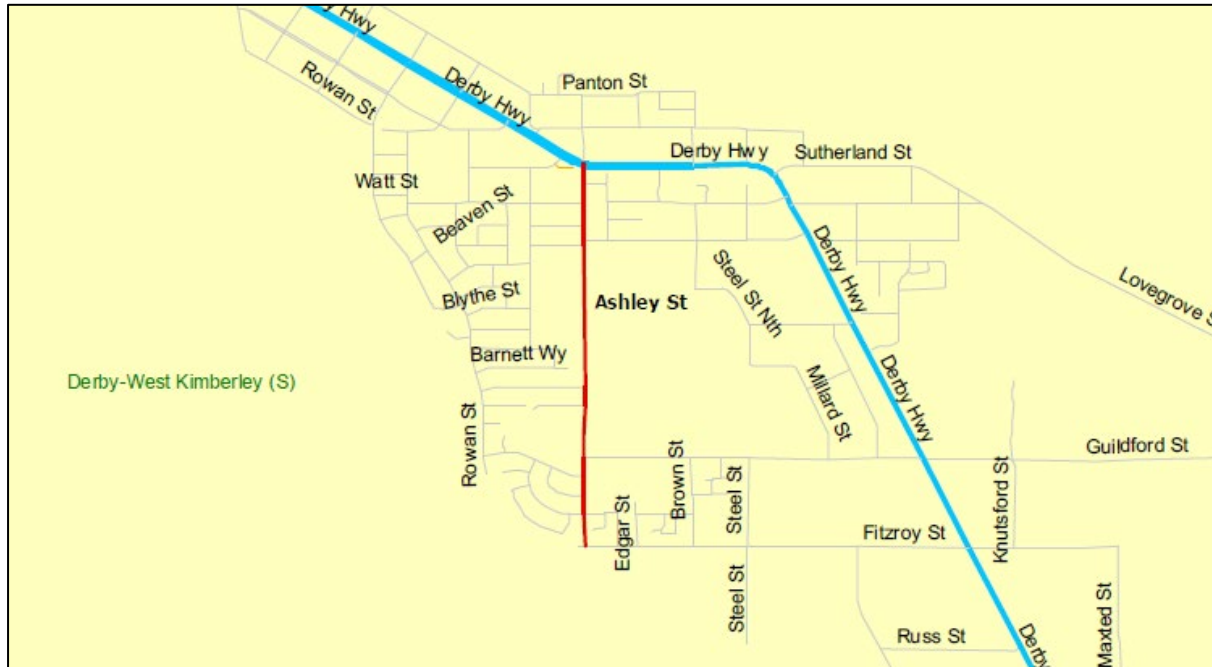 y Hwy
Rowan St
Derby Hwy
Panton St
Derby Hwy
Sutherland St
Watt St
Beaven St
Derby Hwy
Lovegrove S
Steel St Nth
Blythe St
Ashley St
Barnett Wy
Derby-West Kimberley (S)
Millard St
Derby Hwy
Rowan St
Brown St
Steel St
Guildford St
Knutsford St
Edgar St
Fitzroy St
Steel St
Maxted St
Russ St
Derby